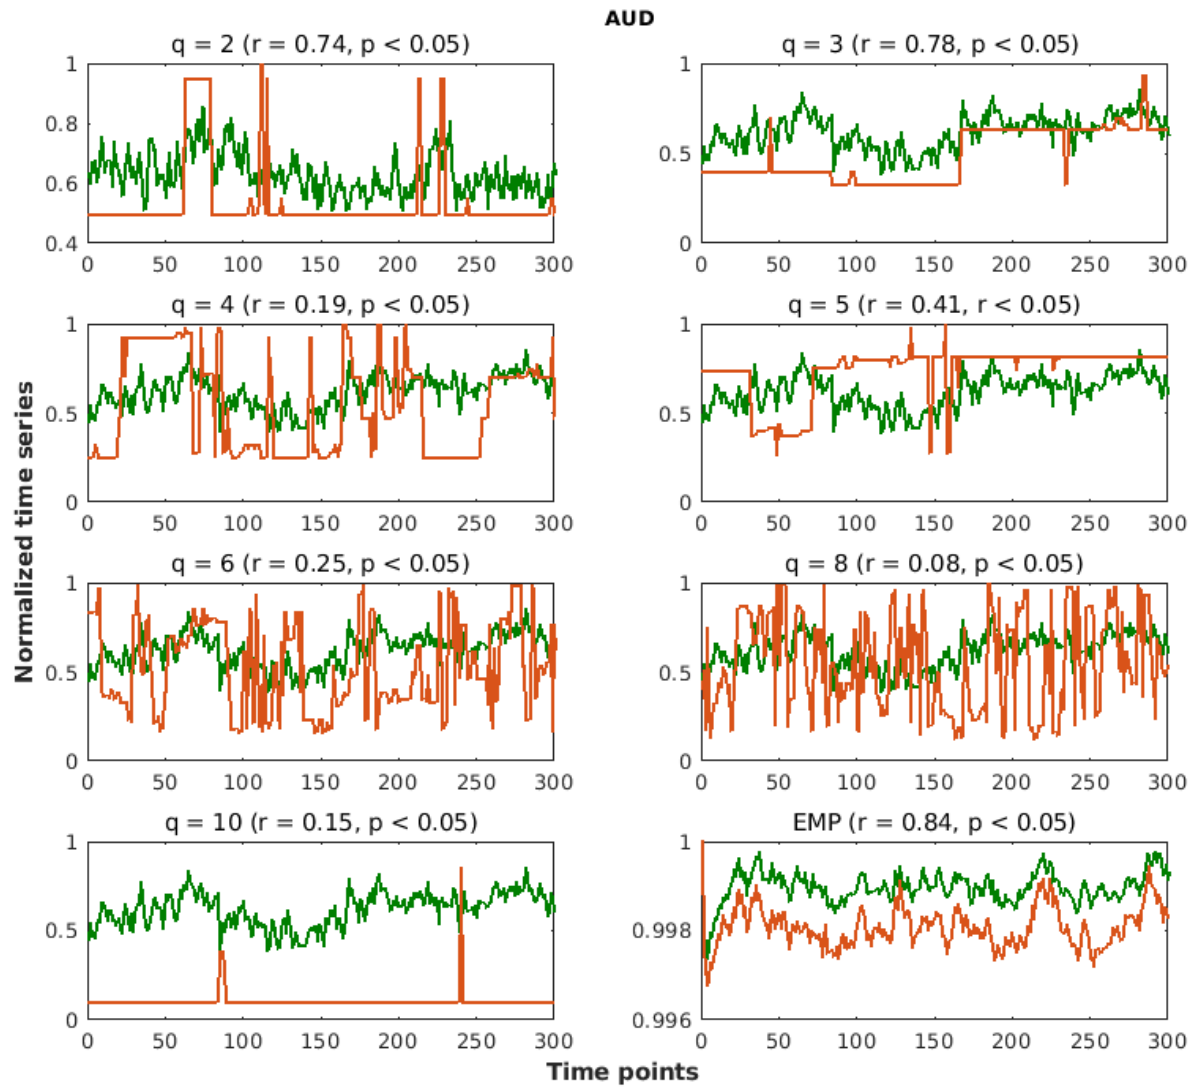 AUD
q = 2 (r = 0.74, p < 0.05)
q = 3 (r = 0.78, p < 0.05)
1
0.8
0.6
0.4
0 50 100 150 200 250 300
1
0.5
0
0 50 100 150 200 250 300
q = 4 (r = 0.19, p < 0.05)
q = 5 (r = 0.41, r < 0.05)
1
0.5
0
0 50 100 150 200 250 300
1
0.5
0
0 50 100 150 200 250 300
Normalized time series
q = 6 (r = 0.25, p < 0.05)
q = 8 (r = 0.08, p < 0.05)
1
0.5
0
0 50 100 150 200 250 300
1
0.5
0
0 50 100 150 200 250 300
q = 10 (r = 0.15, p < 0.05)
EMP (r = 0.84, p < 0.05)
1
0.5
0
0 50 100 150 200 250 300
1
0.998
0.996
0 50 100 150 200 250 300
Time points